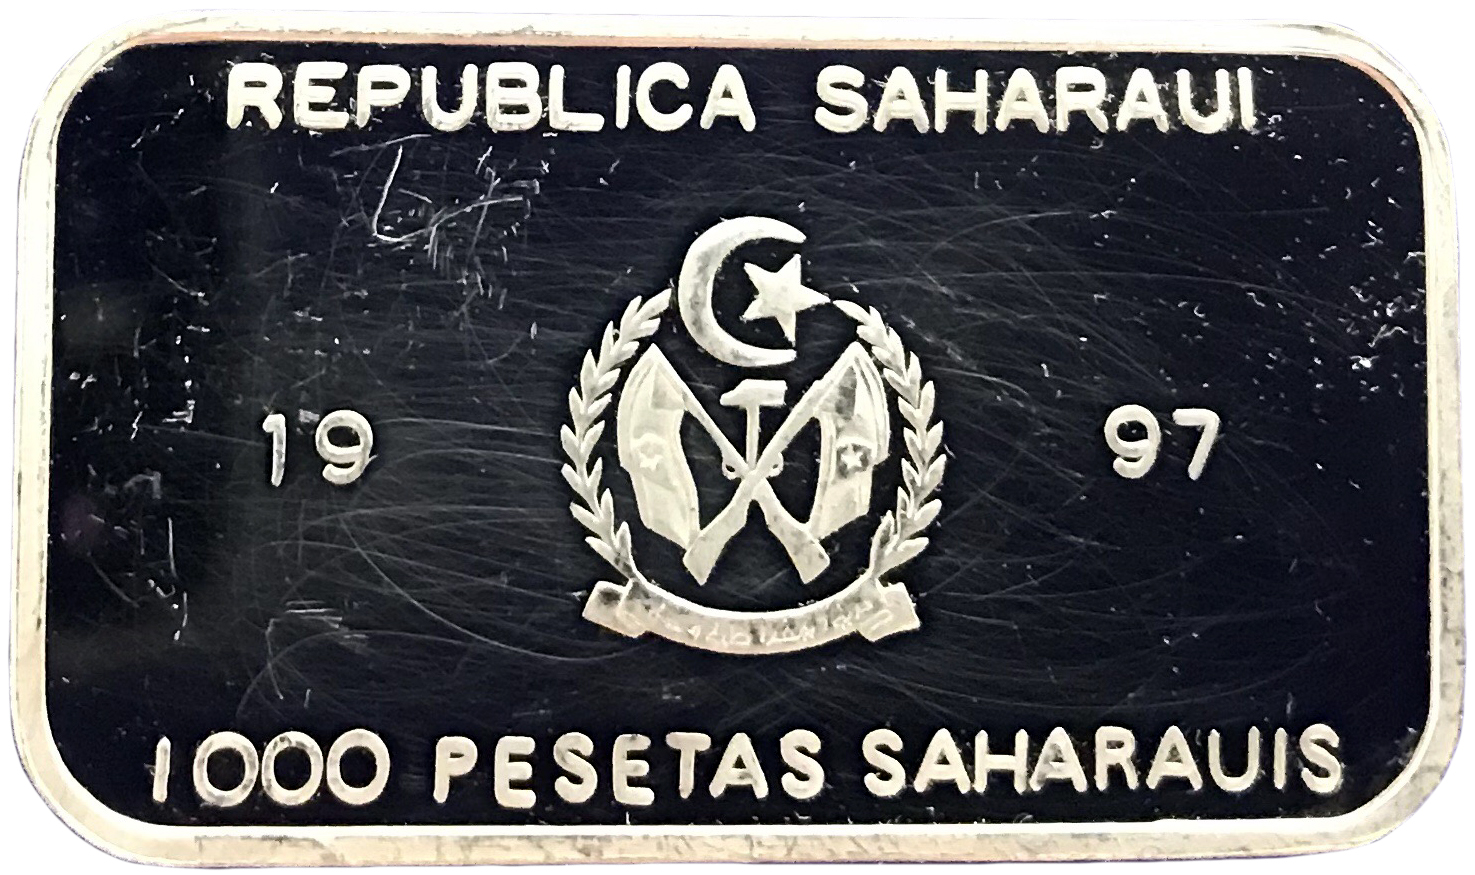 REPUBLICA SAHARAUI
19 97
1000 PESETAS SAHARAUIS